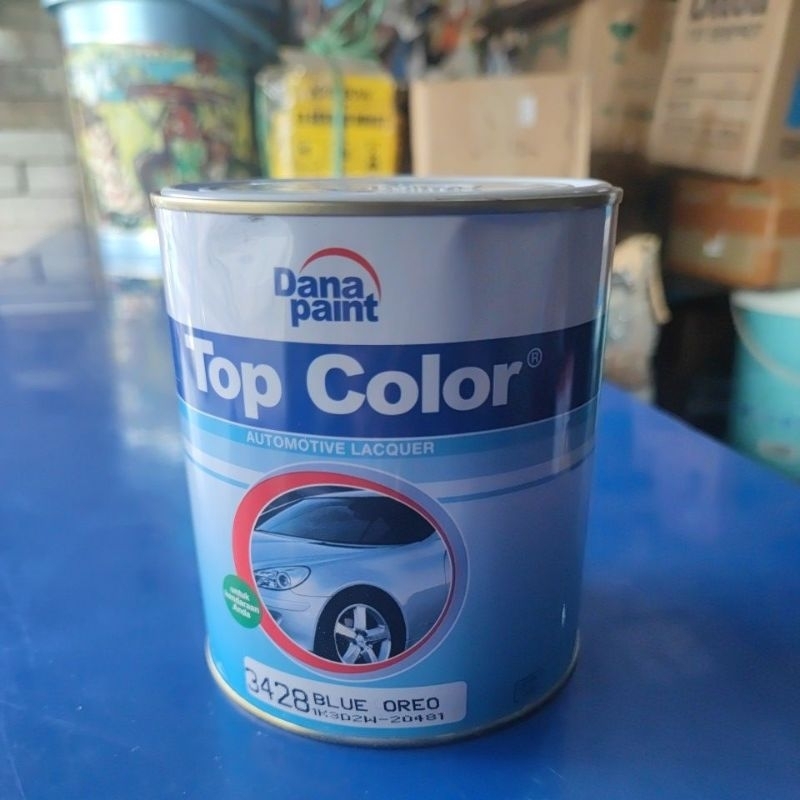 Dana
paint
Top Color®
AUTOMOTIVE LACQUER
untuk
kendaraan
Anda
3428 BLUE OREO
1K3D2W-20481